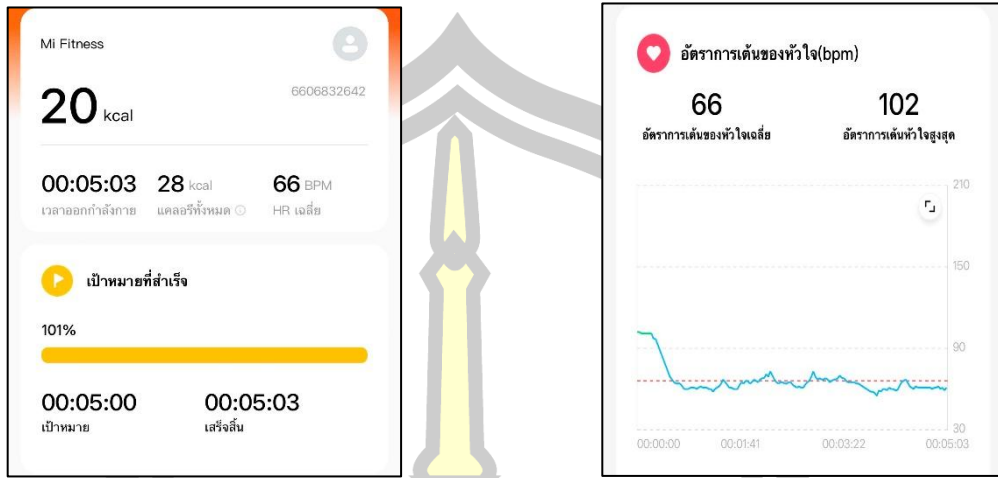 Mi Fitness
20 kcal
6606832642
00:05:03 28 kcal 66 BPM
เวลาออกกำลังกาย แคลอรีทั้งหมด HR เฉลี่ย
เป้าหมายที่สำเร็จ
101%
00:05:00 00:05:03
เป้าหมาย เสร็จสิ้น
อัตราการเต้นของหัวใจ(bpm)
66 102
อัตราการเต้นของหัวใจเฉลี่ย อัตราการเต้นหัวใจสูงสุด
210
150
90
30
00:00:00 00:01:41 00:03:22 00:05:03